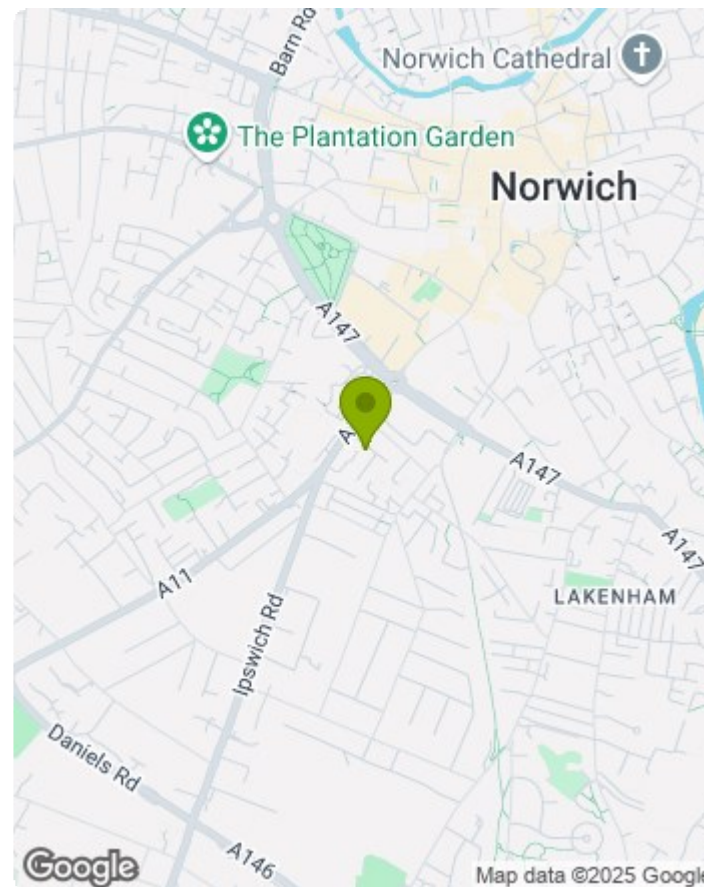 Barn Ro
Norwich Cathedral
The Plantation Garden
Norwich
A147
A
A147
A147
A11
LAKENHAM
Ipswich Rd
Daniels Rd
A146
Google
Map data ©2025 Google